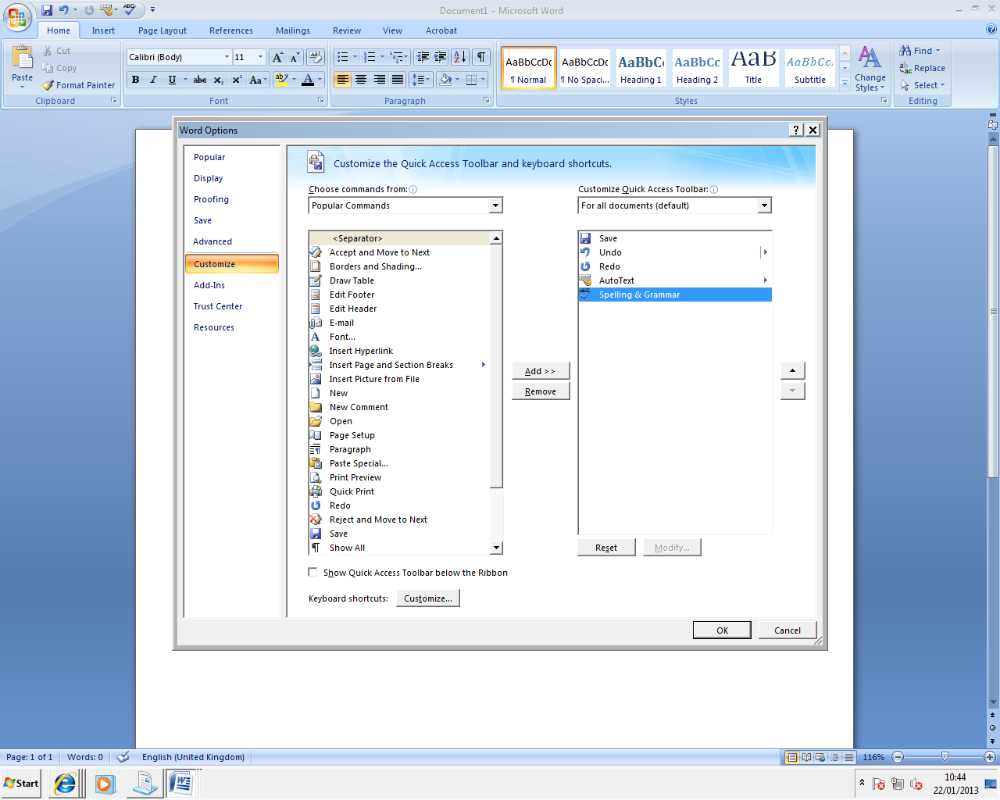 Document1 - Microsoft Word
Home Insert Page Layout References Mailings Review View Acrobat
Paste
Cut
Copy
Format Painter
Clipboard
Calibri (Body) 11
B I U abc x₂ x² Aa
Font
Paragraph
AaBbCcDc AaBbCcDc AaBbC AaBbCc AaB AaBbCc
¶ Normal ¶ No Spaci... Heading 1 Heading 2 Title Subtitle
Change
Styles
Styles
Find
Replace
Select
Editing
Word Options
Popular
Display
Proofing
Save
Advanced
Customize
Add-Ins
Trust Center
Resources
Customize the Quick Access Toolbar and keyboard shortcuts.
Choose commands from:
Popular Commands
<Separator>
Accept and Move to Next
Borders and Shading...
Draw Table
Edit Footer
Edit Header
E-mail
Font...
Insert Hyperlink
Insert Page and Section Breaks
Insert Picture from File
New
New Comment
Open
Page Setup
Paragraph
Paste Special...
Print Preview
Quick Print
Redo
Reject and Move to Next
Save
Show All
Add >>
Remove
Customize Quick Access Toolbar:
For all documents (default)
Save
Undo
Redo
AutoText
Spelling & Grammar
Reset Modify...
Show Quick Access Toolbar below the Ribbon
Keyboard shortcuts: Customize...
OK Cancel
Page: 1 of 1 Words: 0 English (United Kingdom) 116%
Start
10:44
22/01/2013